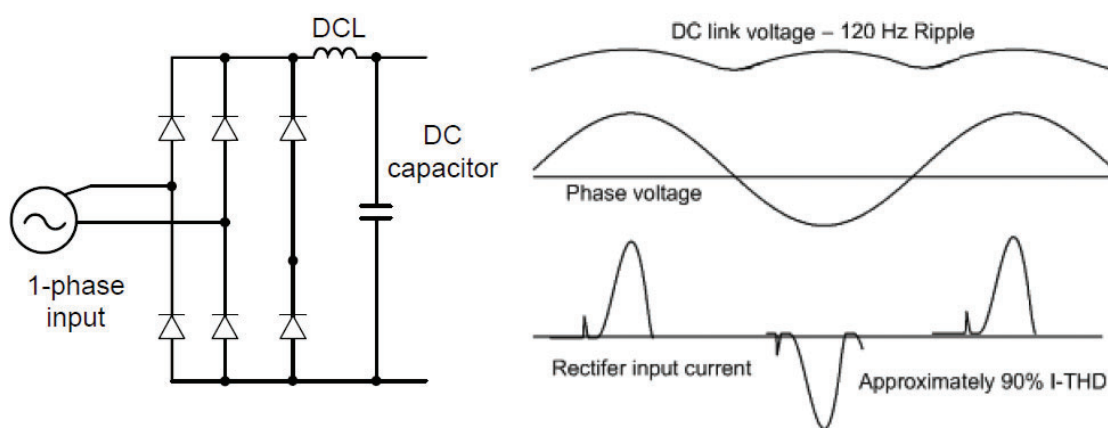 DCL
DC
capacitor
1-phase
input
DC link voltage – 120 Hz Ripple
Phase voltage
Rectifer input current
Approximately 90% I-THD